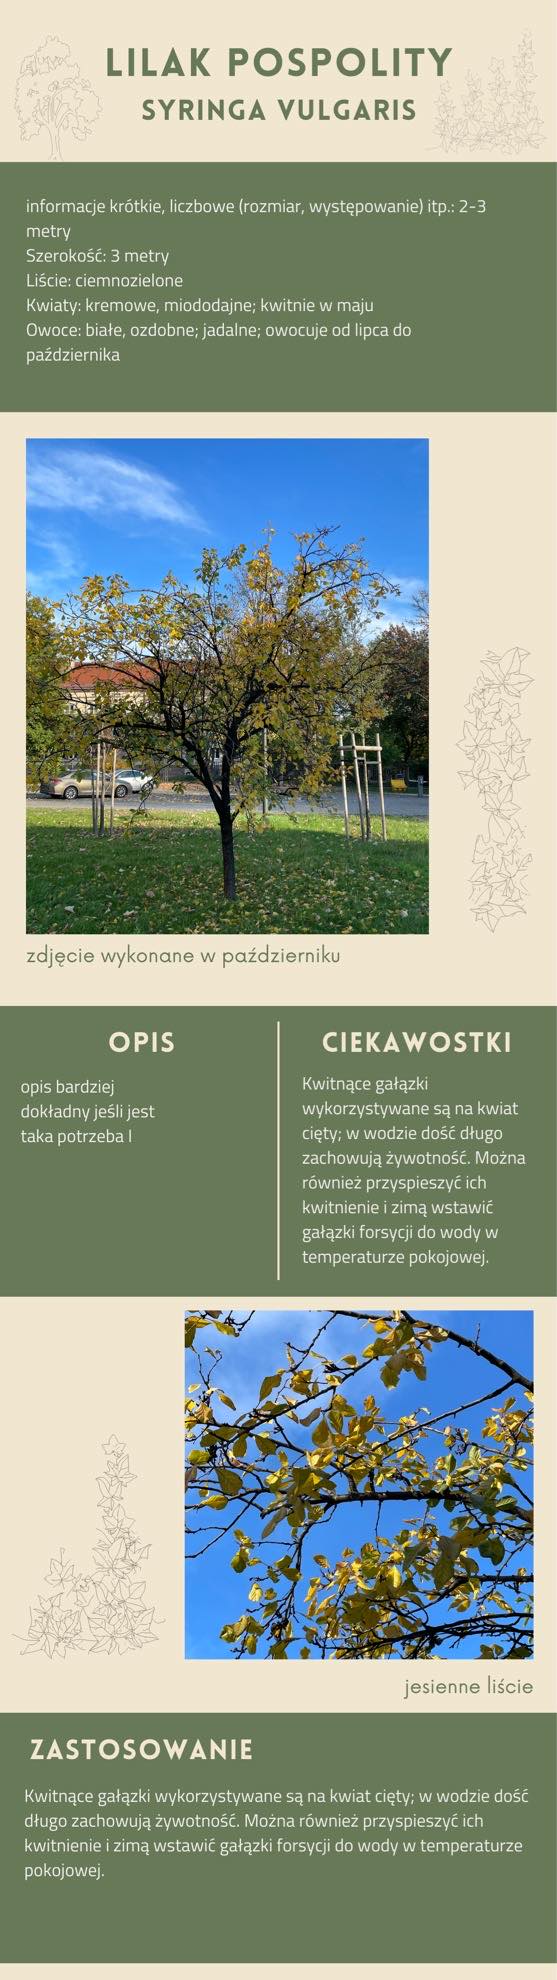 LILAK POSPOLITY
SYRINGA VULGARIS
informacje krótkie, liczbowe (rozmiar, występowanie) itp.: 2-3
metry
Szerokość: 3 metry
Liście: ciemnozielone
Kwiaty: kremowe, miododajne; kwitnie w maju
Owoce: białe, ozdobne; jadalne; owocuje od lipca do
października
zdjęcie wykonane w październiku
OPIS
opis bardziej
dokładny jeśli jest
taka potrzeba l
CIEKAWOSTKI
Kwitnące gałązki
wykorzystywane są na kwiat
cięty; w wodzie dość długo
zachowują żywotność. Można
również przyspieszyć ich
kwitnienie i zimą wstawić
gałązki forsycji do wody w
temperaturze pokojowej.
jesienne liście
ZASTOSOWANIE
Kwitnące gałązki wykorzystywane są na kwiat cięty; w wodzie dość
długo zachowują żywotność. Można również przyspieszyć ich
kwitnienie i zimą wstawić gałązki forsycji do wody w temperaturze
pokojowej.